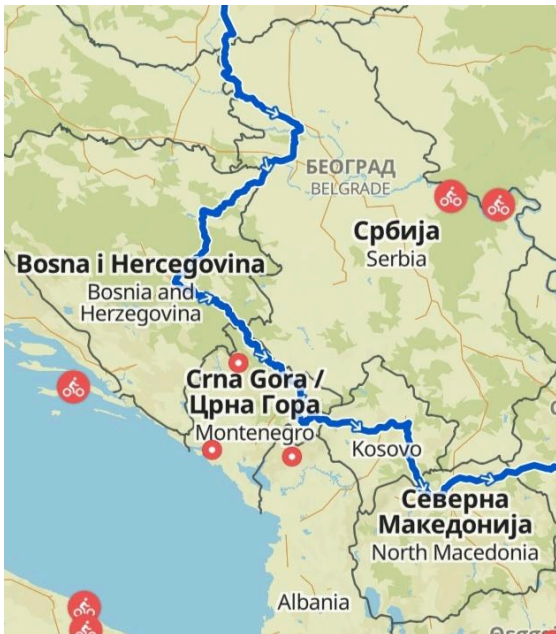 БЕОГРАД
BELGRADE
Србија
Serbia
Bosna i Hercegovina
Bosnia and
Herzegovina
Crna Gora /
Црна Гора
Montenegro
Kosovo
Северна
Македонија
North Macedonia
Albania